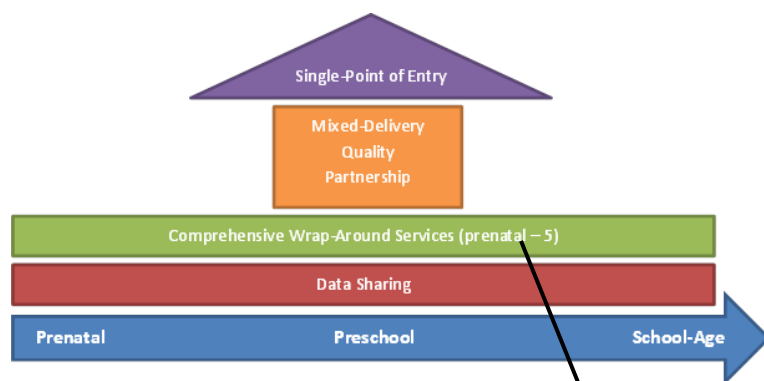 Single-Point of Entry
Mixed-Delivery
Quality
Partnership
Comprehensive Wrap-Around Services (prenatal – 5)
Data Sharing
Prenatal Preschool School-Age